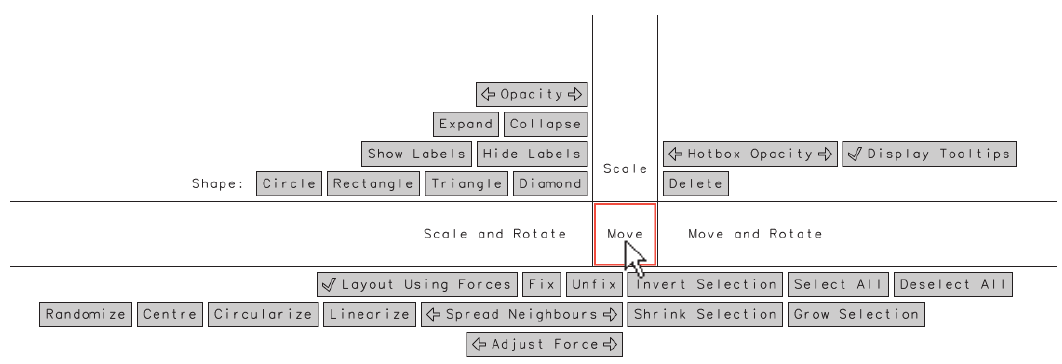 Opacity
Expand Collapse
Show Labels Hide Labels Hotbox Opacity Display Tooltips
Scale
Shape: Circle Rectangle Triangle Diamond Delete
Scale and Rotate Move Move and Rotate
Layout Using Forces Fix Unfix Invert Selection Select All Deselect All
Randomize Centre Circularize Linearize Spread Neighbours Shrink Selection Grow Selection
Adjust Force